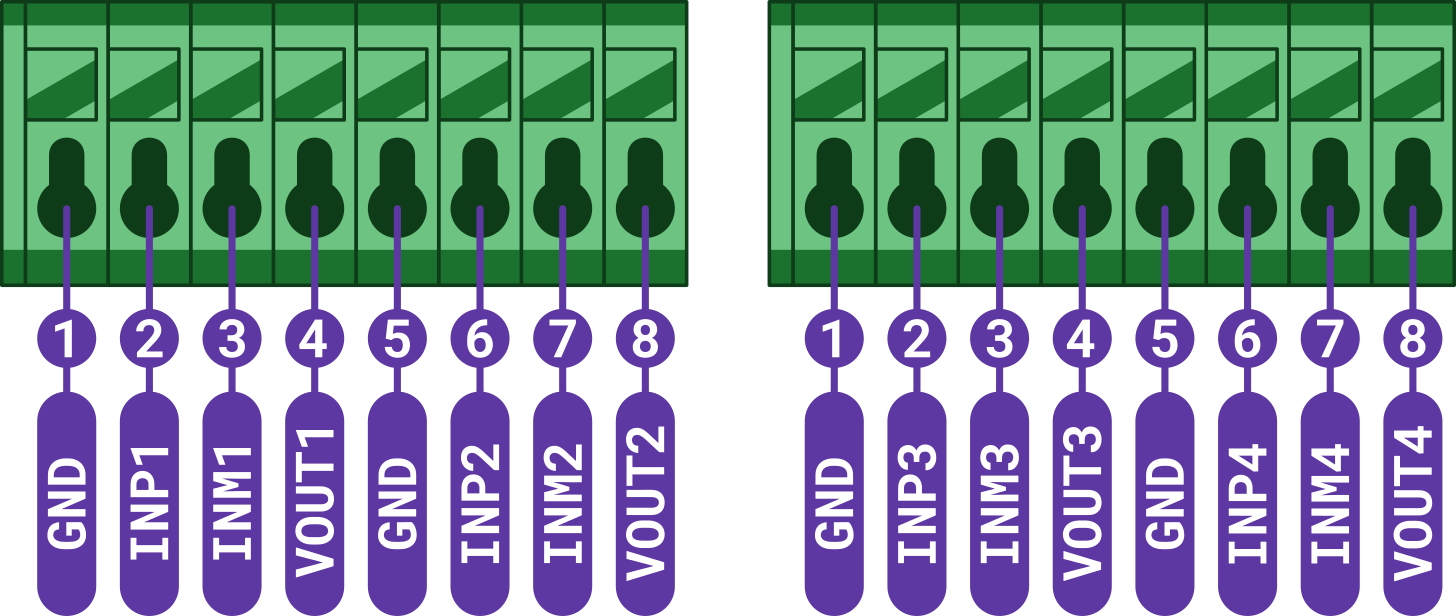 1 2 3 4 5 6 7 8
GND INP1 INM1 VOUT1 GND INP2 INM2 VOUT2
1 2 3 4 5 6 7 8
GND INP3 INM3 VOUT3 GND INP4 INM4 VOUT4